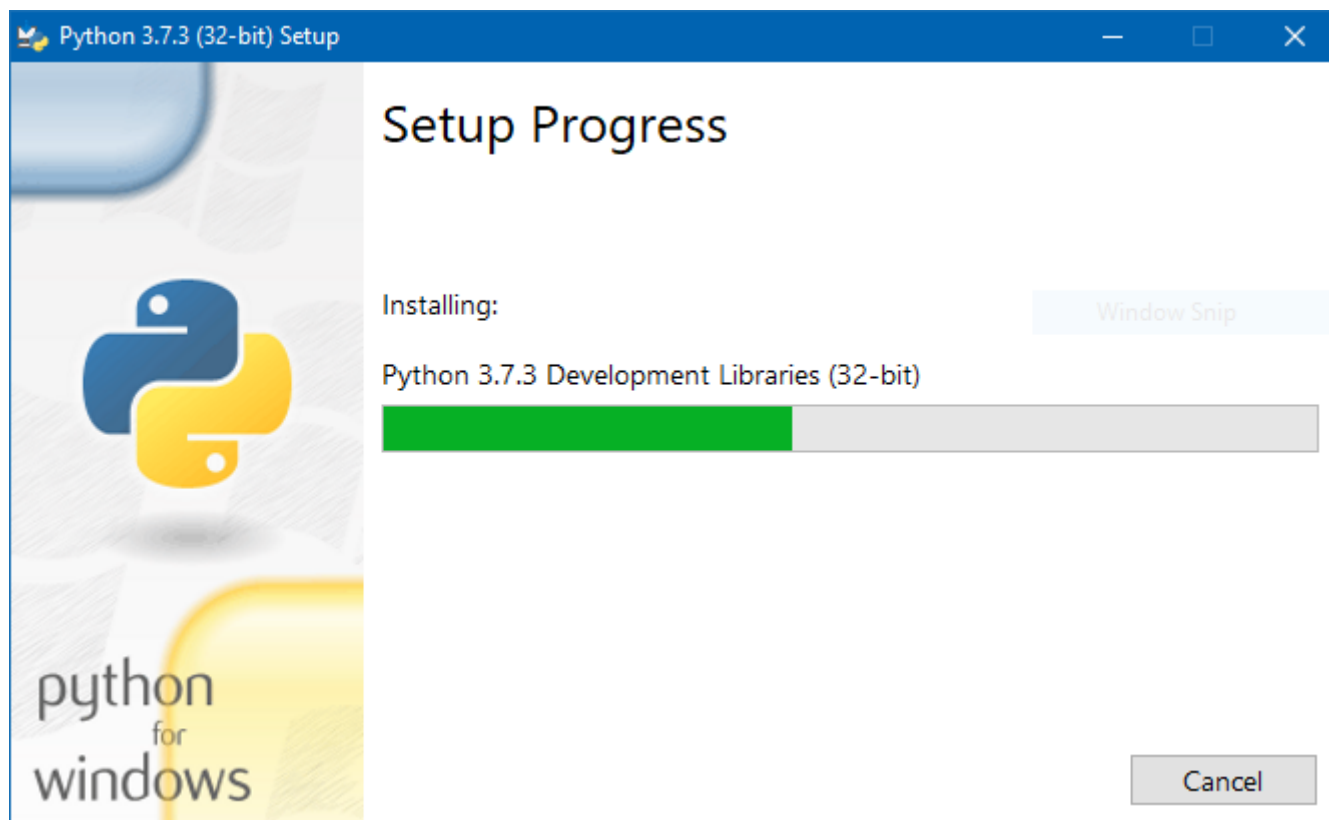 Python 3.7.3 (32-bit) Setup
Setup Progress
Installing:
Window Snip
Python 3.7.3 Development Libraries (32-bit)
python
for
windows
Cancel